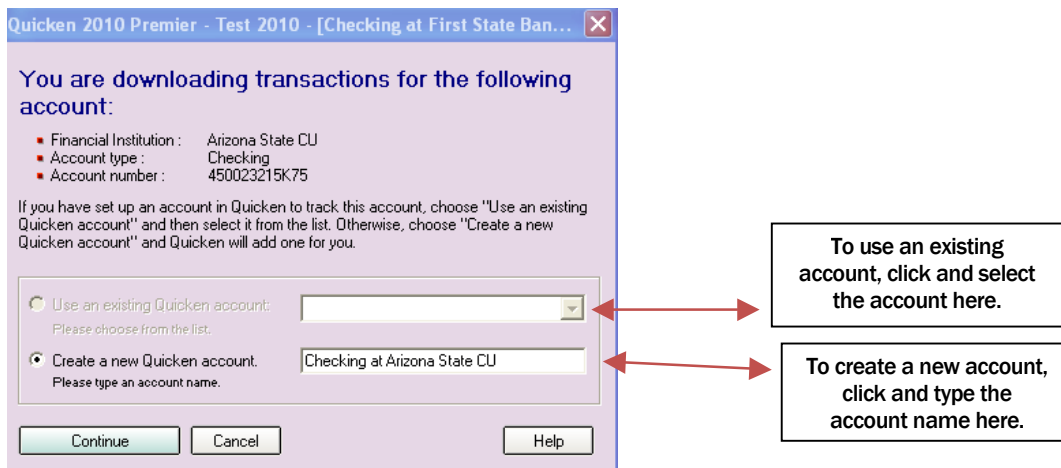 Quicken 2010 Premier - Test 2010 - [Checking at First State Ban...
You are downloading transactions for the following
account:
Financial Institution : Arizona State CU
Account type : Checking
Account number : 450023215K75
If you have set up an account in Quicken to track this account, choose "Use an existing
Quicken account" and then select it from the list. Otherwise, choose "Create a new
Quicken account" and Quicken will add one for you.
Use an existing Quicken account:
Please choose from the list.
Create a new Quicken account. Checking at Arizona State CU
Please type an account name.
Continue Cancel Help
To use an existing
account, click and select
the account here.
To create a new account,
click and type the
account name here.